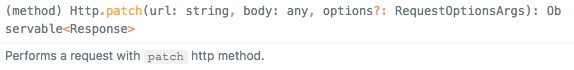 (method) Http.patch(url: string, body: any, options?: RequestOptionsArgs): Ob
servable<Response>
Performs a request with patch http method.